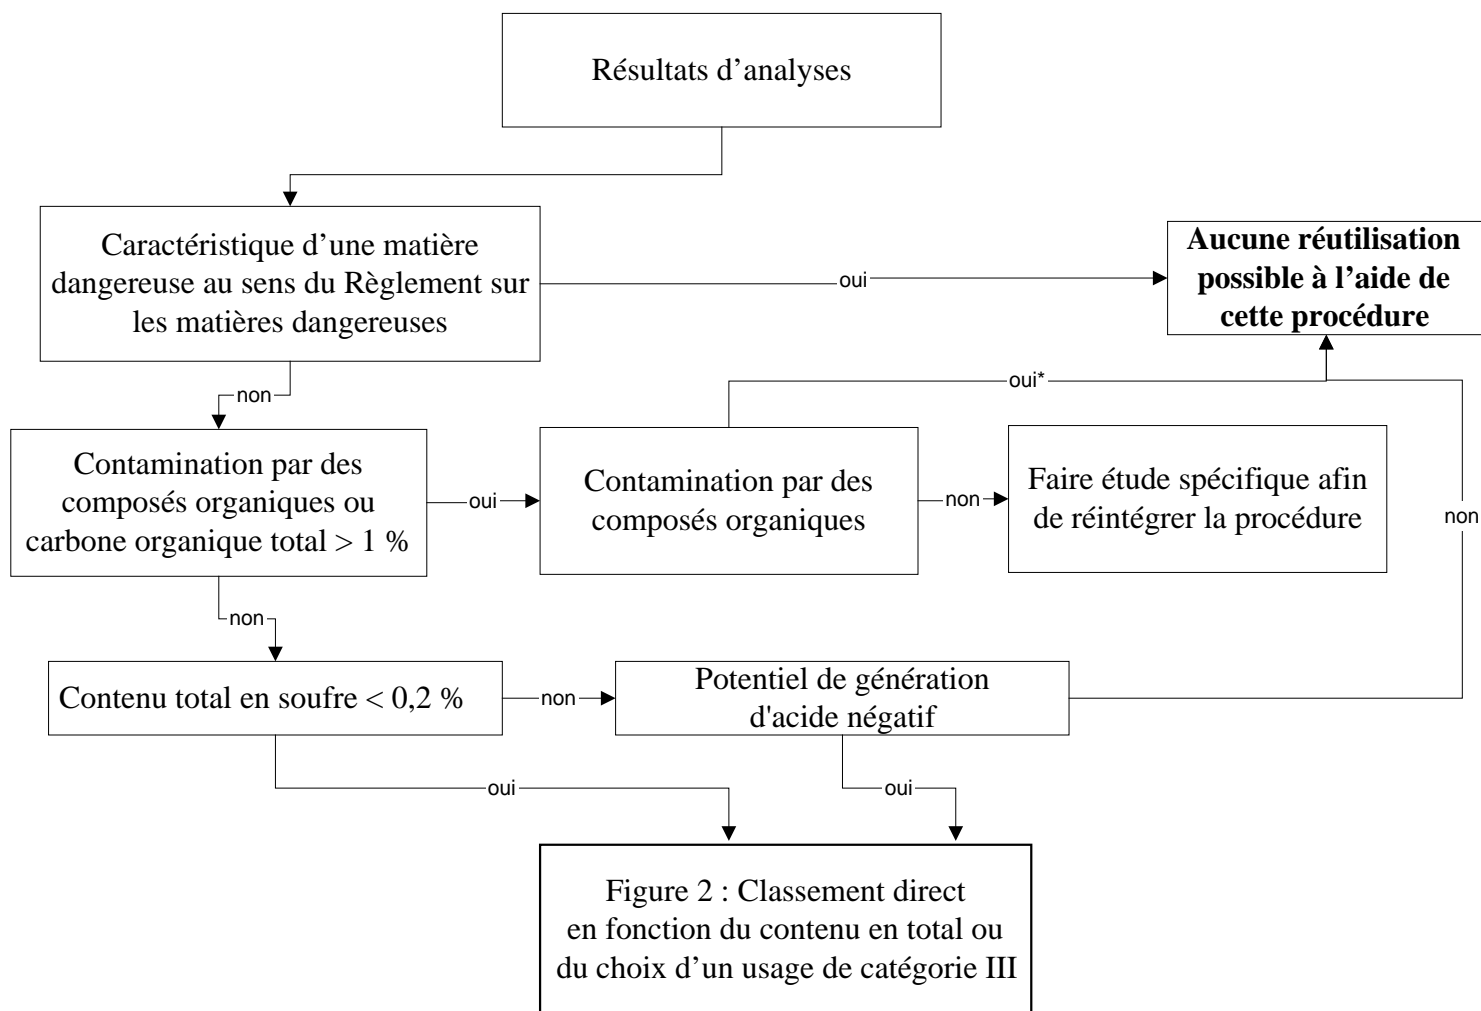 Résultats d’analyses
Caractéristique d’une matière
dangereuse au sens du Règlement sur
les matières dangereuses
oui
Aucune réutilisation
possible à l’aide de
cette procédure
non
oui*
Contamination par des
composés organiques ou
carbone organique total > 1 %
oui
Contamination par des
composés organiques
non
Faire étude spécifique afin
de réintégrer la procédure
non
non
Contenu total en soufre < 0,2 %
non
Potentiel de génération
d'acide négatif
oui
oui
Figure 2 : Classement direct
en fonction du contenu en total ou
du choix d’un usage de catégorie III